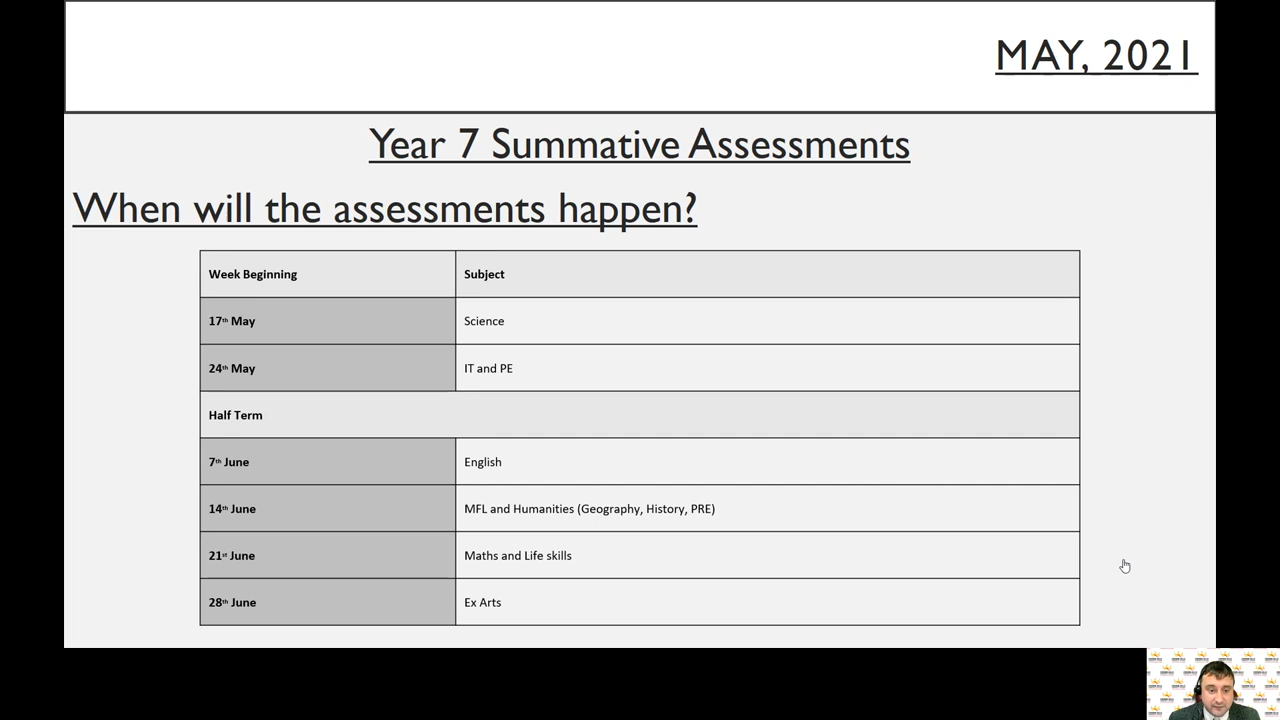 MAY, 2021
Year 7 Summative Assessments
When will the assessments happen?
Week Beginning Subject
17th May Science
24th May IT and PE
Half Term
7th June English
14th June MFL and Humanities (Geography, History, PRE)
21st June Maths and Life skills
28th June Ex Arts